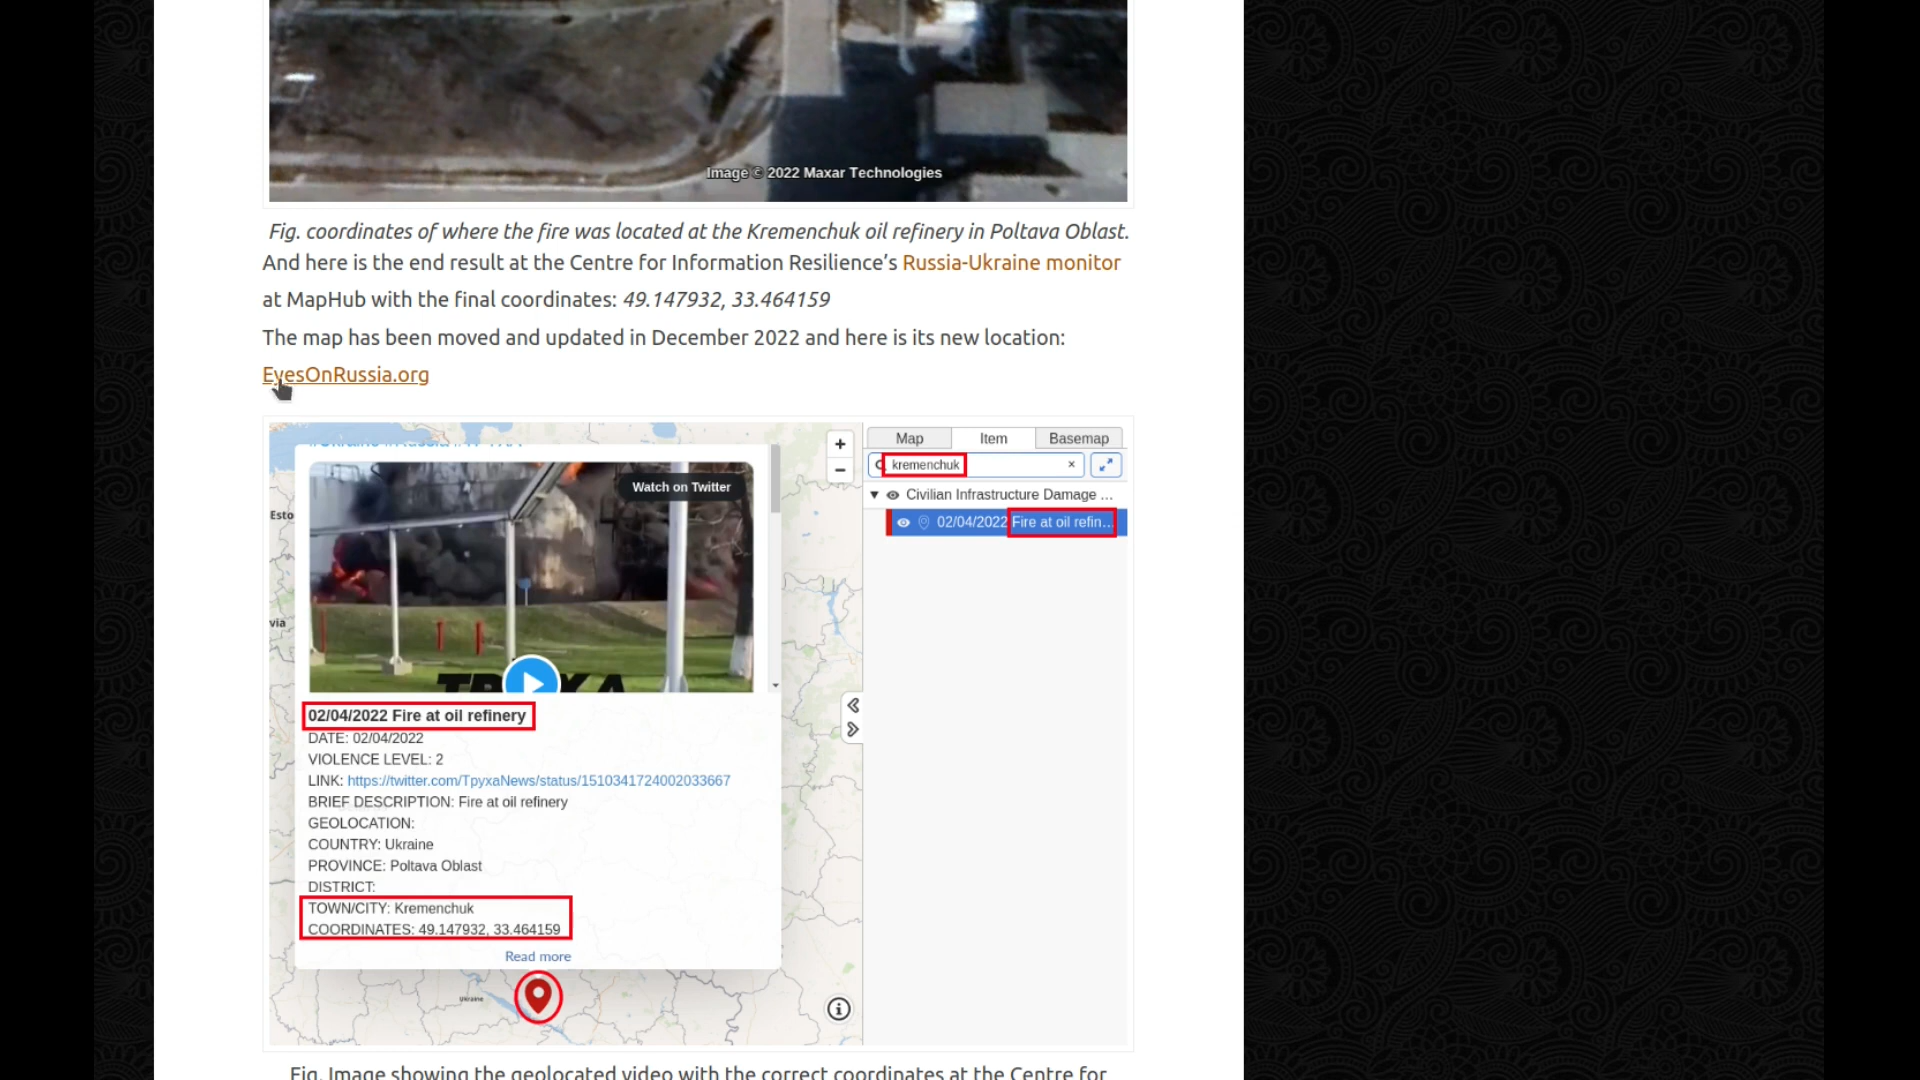 Image © 2022 Maxar Technologies
Fig. coordinates of where the fire was located at the Kremenchuk oil refinery in Poltava Oblast.
And here is the end result at the Centre for Information Resilience’s Russia-Ukraine monitor
at MapHub with the final coordinates: 49.147932, 33.464159
The map has been moved and updated in December 2022 and here is its new location:
EyesOnRussia.org
Map Item Basemap
kremenchuk ×
Civilian Infrastructure Damage ...
02/04/2022 Fire at oil refin...
Watch on Twitter
Esto
via
02/04/2022 Fire at oil refinery
DATE: 02/04/2022
VIOLENCE LEVEL: 2
LINK: https://twitter.com/TpyxaNews/status/1510341724002033667
BRIEF DESCRIPTION: Fire at oil refinery
GEOLOCATION:
COUNTRY: Ukraine
PROVINCE: Poltava Oblast
DISTRICT:
TOWN/CITY: Kremenchuk
COORDINATES: 49.147932, 33.464159
Read more
Ukraine
Fig. Image showing the geolocated video with the correct coordinates at the Centre for